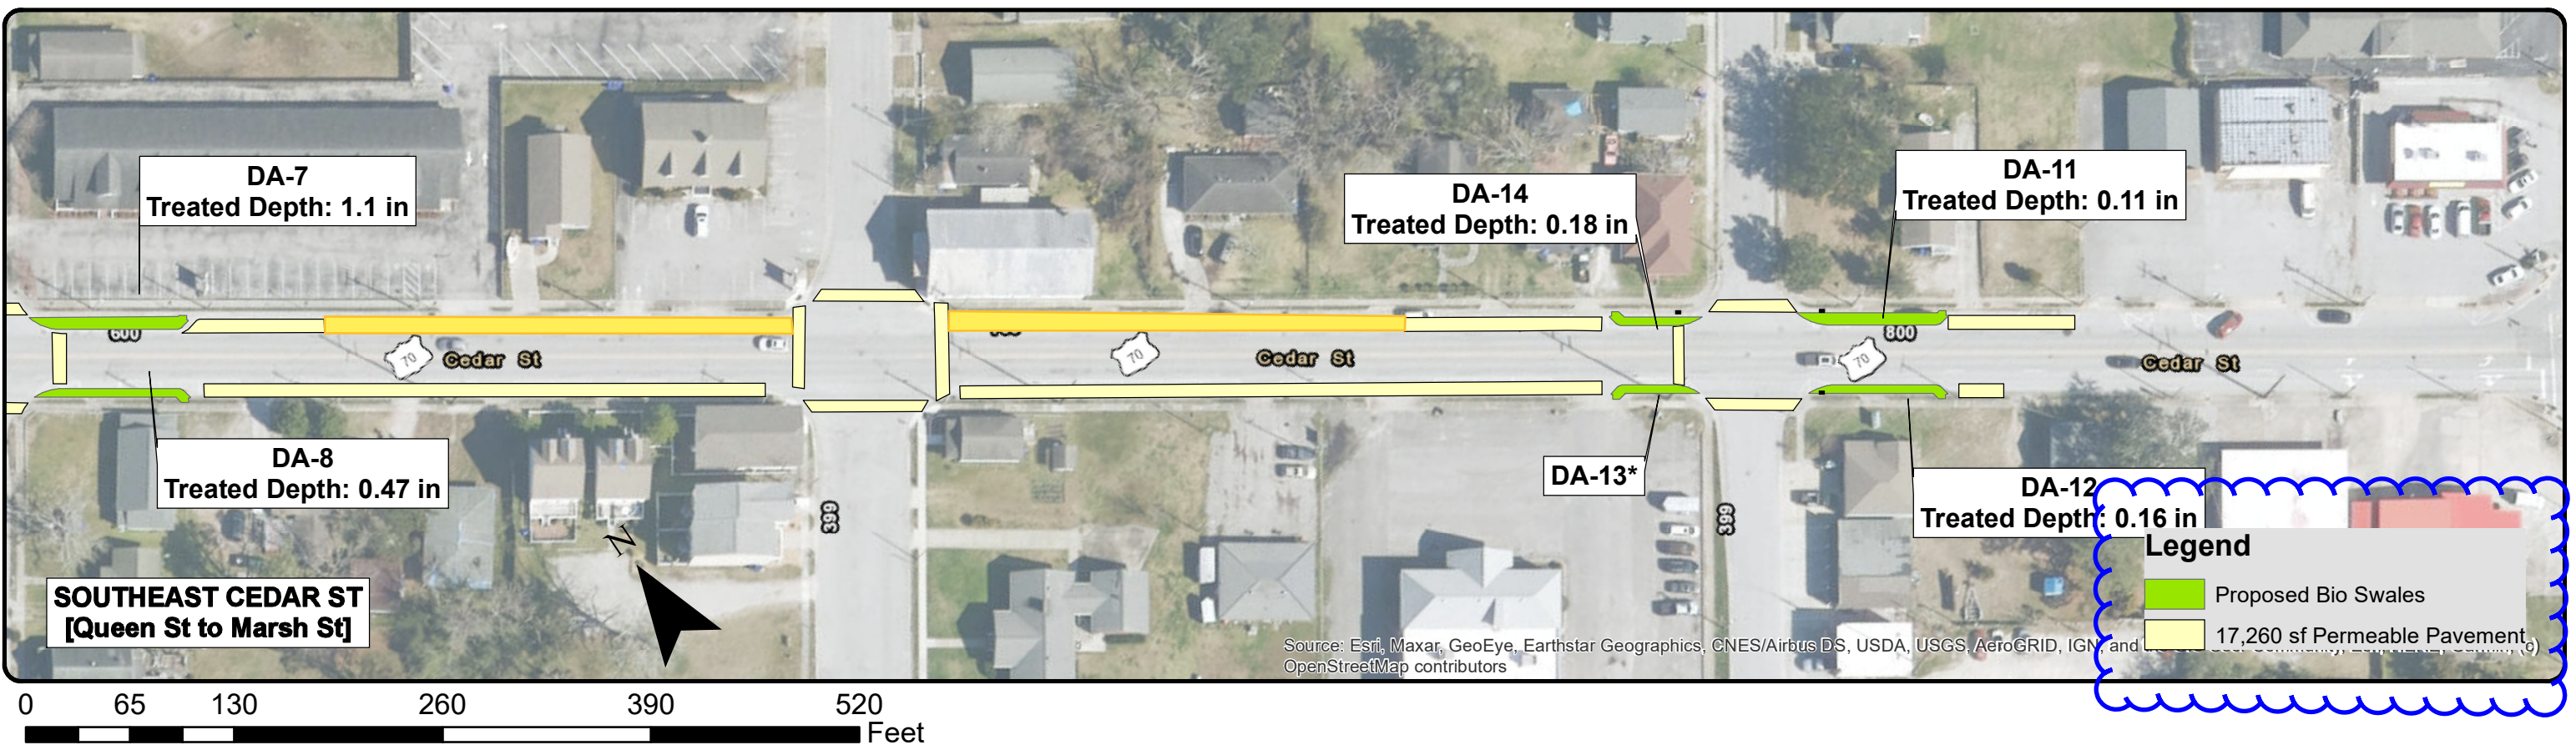 DA-7
Treated Depth: 1.1 in
DA-14
Treated Depth: 0.18 in
DA-11
Treated Depth: 0.11 in
600
800
70
Cedar St
70
Cedar St
70
Cedar St
DA-8
Treated Depth: 0.47 in
DA-13*
DA-12
Treated Depth: 0.16 in
663
663
N
SOUTHEAST CEDAR ST
[Queen St to Marsh St]
Legend
Proposed Bio Swales
17,260 sf Permeable Pavement
Source: Esri, Maxar, GeoEye, Earthstar Geographics, CNES/Airbus DS, USDA, USGS, AeroGRID, IGN, and
OpenStreetMap contributors
0 65 130 260 390 520
Feet